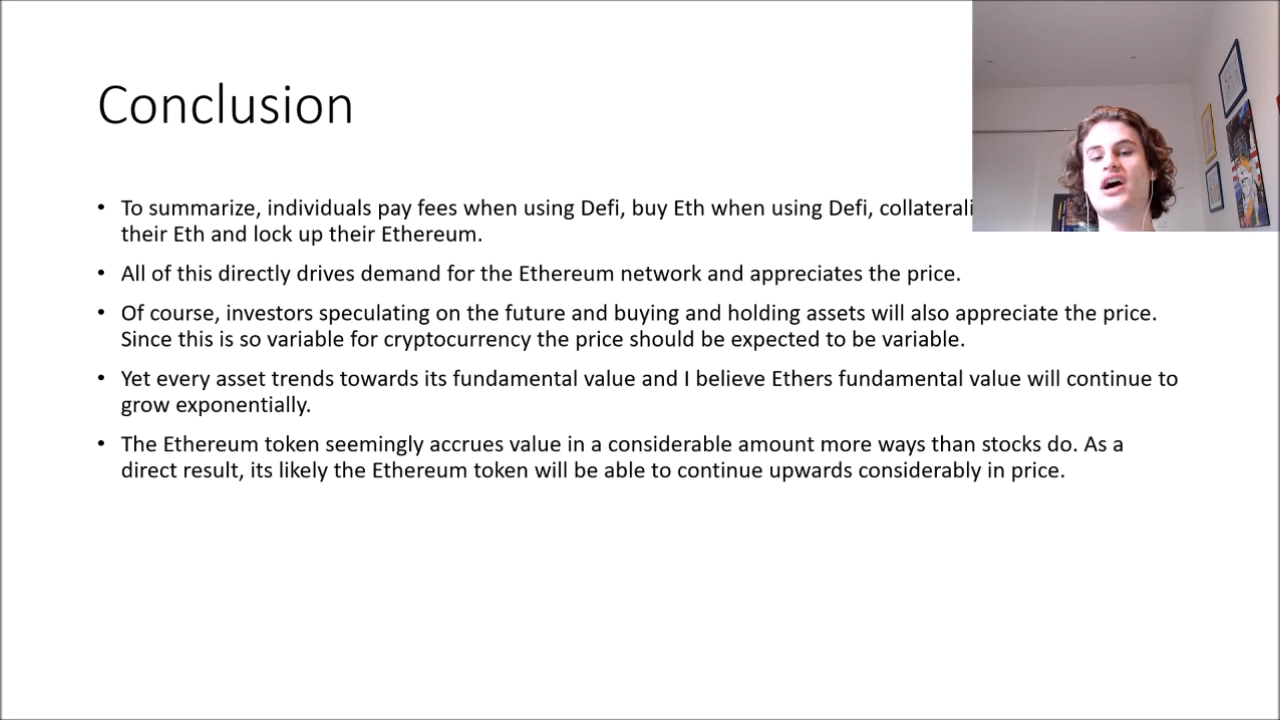 Conclusion
• To summarize, individuals pay fees when using Defi, buy Eth when using Defi,
their Eth and lock up their Ethereum.
• All of this directly drives demand for the Ethereum network and appreciates the price.
• Of course, investors speculating on the future and buying and holding assets will also appreciate the price.
Since this is so variable for cryptocurrency the price should be expected to be variable.
• Yet every asset trends towards its fundamental value and I believe Ethers fundamental value will continue to
grow exponentially.
• The Ethereum token seemingly accrues value in a considerable amount more ways than stocks do. As a
direct result, its likely the Ethereum token will be able to continue upwards considerably in price.